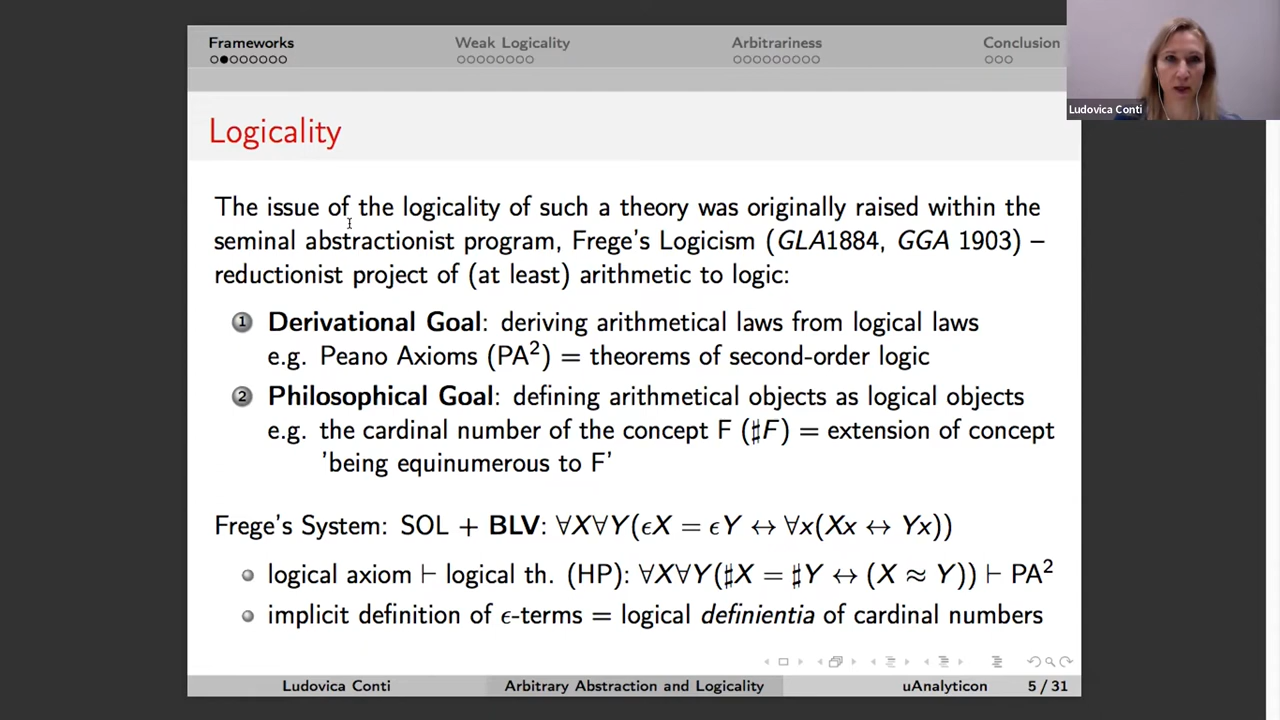 Frameworks Weak Logicality Arbitrariness Conclusion
Ludovica Conti
Logicality
The issue of the logicality of such a theory was originally raised within the
seminal abstractionist program, Frege's Logicism (GLA1884, GGA 1903) –
reductionist project of (at least) arithmetic to logic:
1 Derivational Goal: deriving arithmetical laws from logical laws
e.g. Peano Axioms (PA²) = theorems of second-order logic
2 Philosophical Goal: defining arithmetical objects as logical objects
e.g. the cardinal number of the concept F (♯F) = extension of concept
'being equinumerous to F'
Frege's System: SOL + BLV: ∀X∀Y(ϵX = ϵY ↔ ∀x(Xx ↔ Yx))
logical axiom ⊢ logical th. (HP): ∀X∀Y(♯X = ♯Y ↔ (X ≈ Y)) ⊢ PA²
implicit definition of ϵ-terms = logical definientia of cardinal numbers
Ludovica Conti Arbitrary Abstraction and Logicality uAnalyticon 5 / 31